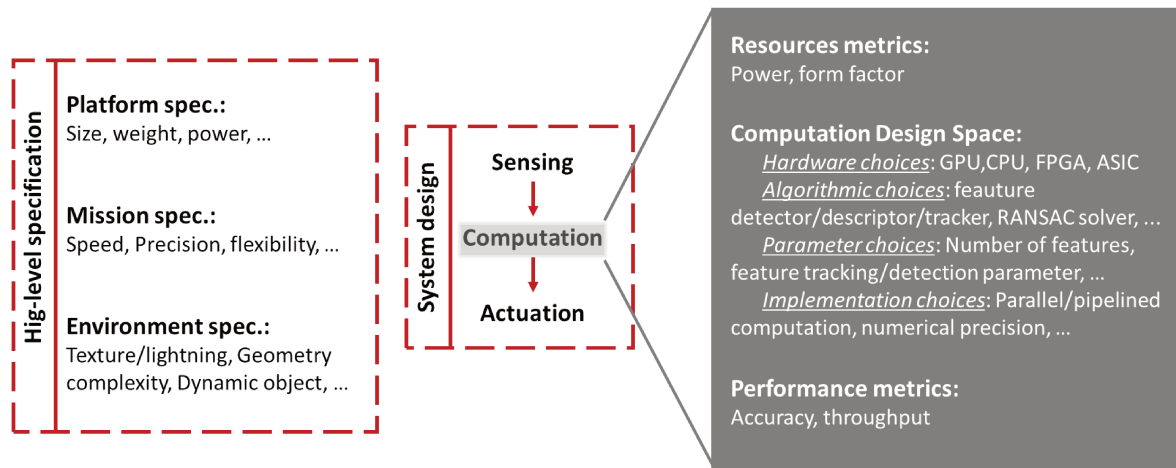 Hig-level specification
Platform spec.:
Size, weight, power, ...
Mission spec.:
Speed, Precision, flexibility, ...
Environment spec.:
Texture/lightning, Geometry
complexity, Dynamic object, ...
System design
Sensing
Computation
Actuation
Resources metrics:
Power, form factor
Computation Design Space:
Hardware choices: GPU,CPU, FPGA, ASIC
Algorithmic choices: feauture
detector/descriptor/tracker, RANSAC solver, ...
Parameter choices: Number of features,
feature tracking/detection parameter, ...
Implementation choices: Parallel/pipelined
computation, numerical precision, ...
Performance metrics:
Accuracy, throughput